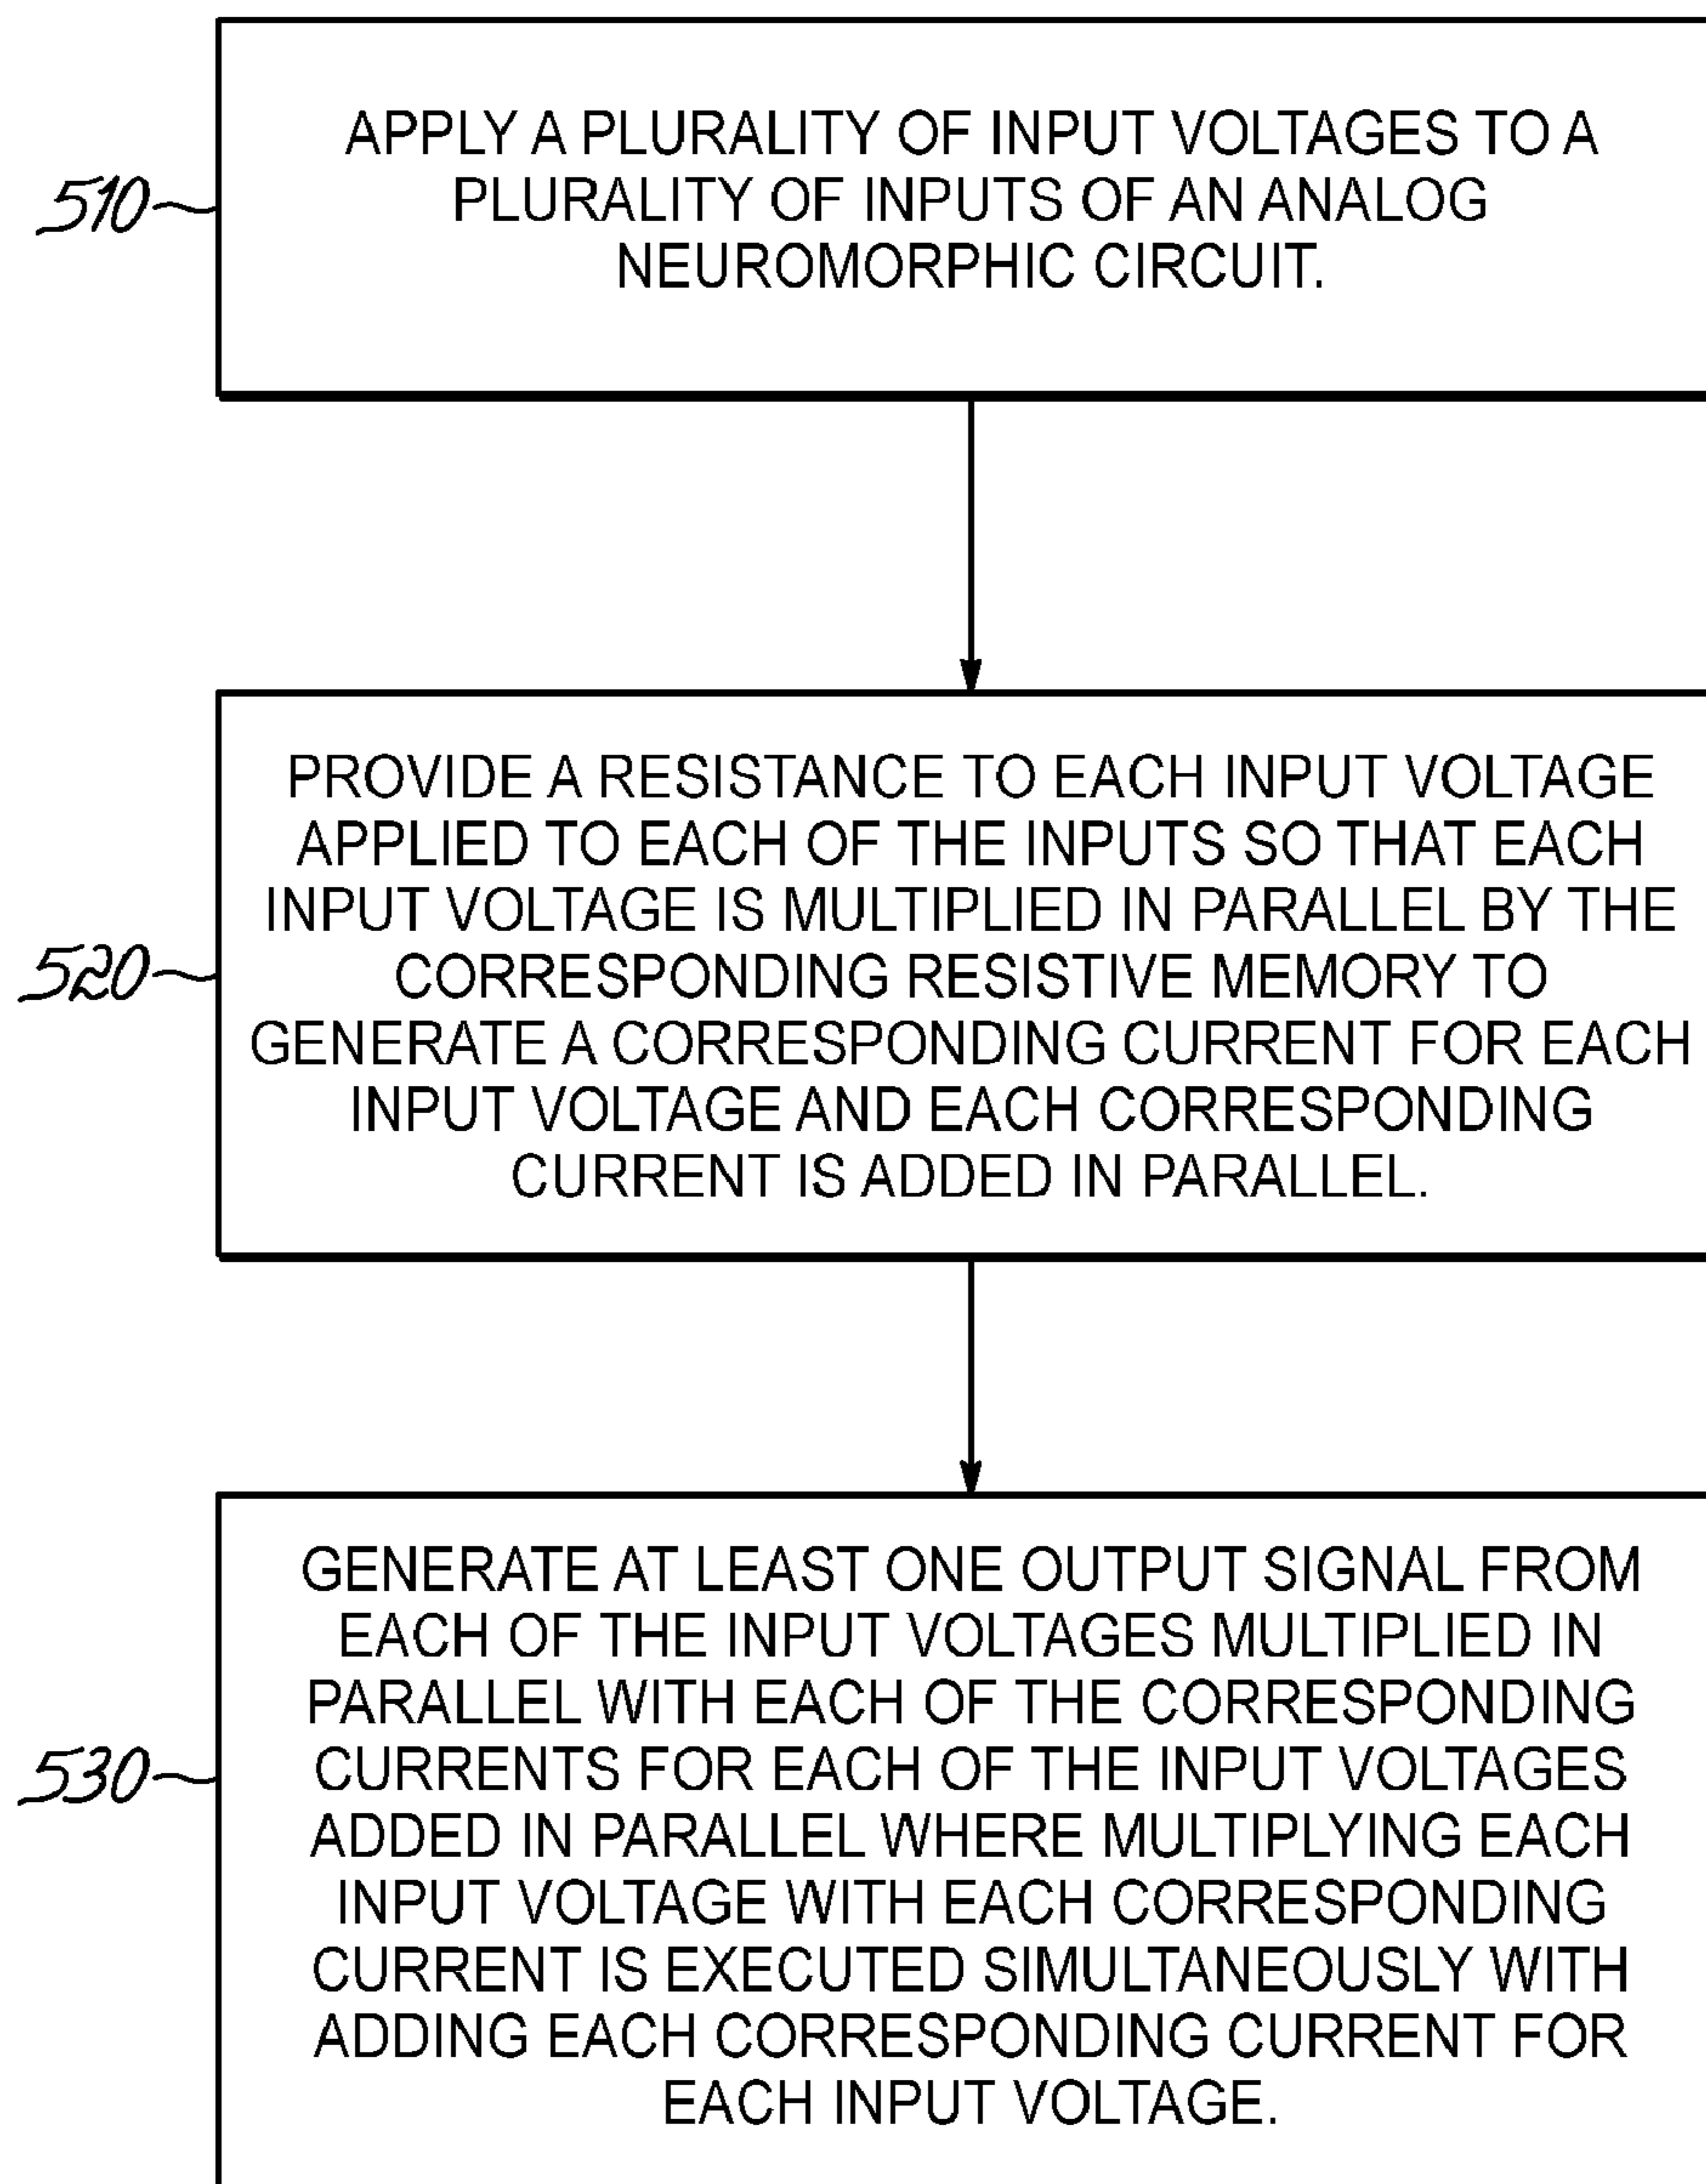 APPLY A PLURALITY OF INPUT VOLTAGES TO A
PLURALITY OF INPUTS OF AN ANALOG
NEUROMORPHIC CIRCUIT.
510
PROVIDE A RESISTANCE TO EACH INPUT VOLTAGE
APPLIED TO EACH OF THE INPUTS SO THAT EACH
INPUT VOLTAGE IS MULTIPLIED IN PARALLEL BY THE
CORRESPONDING RESISTIVE MEMORY TO
GENERATE A CORRESPONDING CURRENT FOR EACH
INPUT VOLTAGE AND EACH CORRESPONDING
CURRENT IS ADDED IN PARALLEL.
520
GENERATE AT LEAST ONE OUTPUT SIGNAL FROM
EACH OF THE INPUT VOLTAGES MULTIPLIED IN
PARALLEL WITH EACH OF THE CORRESPONDING
CURRENTS FOR EACH OF THE INPUT VOLTAGES
ADDED IN PARALLEL WHERE MULTIPLYING EACH
INPUT VOLTAGE WITH EACH CORRESPONDING
CURRENT IS EXECUTED SIMULTANEOUSLY WITH
ADDING EACH CORRESPONDING CURRENT FOR
EACH INPUT VOLTAGE.
530